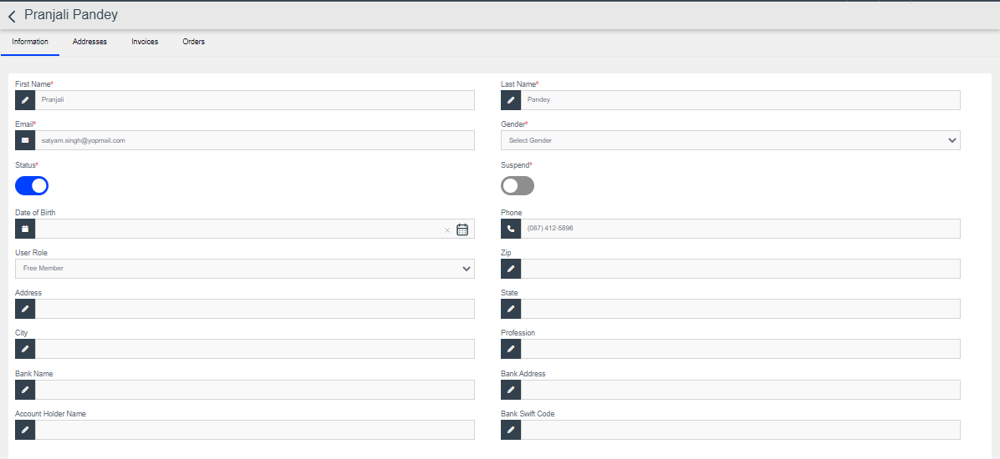 Pranjali Pandey
Information Addresses Invoices Orders
First Name* Last Name*
Pranjali Pandey
Email* Gender*
satyam.singh@yopmail.com Select Gender
Status* Suspend*
Date of Birth Phone
× (087) 412-5896
User Role Zip
Free Member
Address State
City Profession
Bank Name Bank Address
Account Holder Name Bank Swift Code